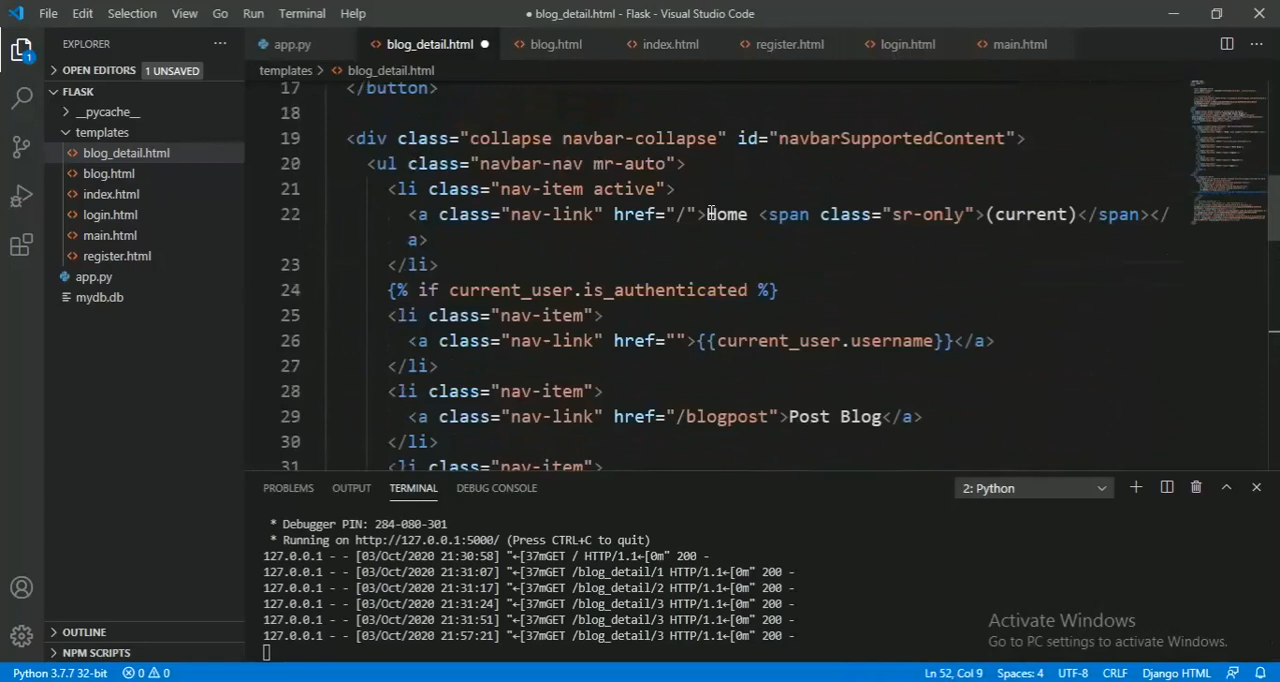 File Edit Selection View Go Run Terminal Help
● blog_detail.html - Flask - Visual Studio Code
EXPLORER ···
app.py
blog_detail.html ●
blog.html
index.html
register.html
login.html
main.html
OPEN EDITORS 1 UNSAVED
templates > blog_detail.html
FLASK
__pycache__
templates
blog_detail.html
blog.html
index.html
login.html
main.html
register.html
app.py
mydb.db
17 </button>
18
19 <div class="collapse navbar-collapse" id="navbarSupportedContent">
20 <ul class="navbar-nav mr-auto">
21 <li class="nav-item active">
22 <a class="nav-link" href="/">Home <span class="sr-only">(current)</span></
a>
23 </li>
24 {% if current_user.is_authenticated %}
25 <li class="nav-item">
26 <a class="nav-link" href="">{{current_user.username}}</a>
27 </li>
28 <li class="nav-item">
29 <a class="nav-link" href="/blogpost">Post Blog</a>
30 </li>
31 <li class="nav-item">
PROBLEMS OUTPUT TERMINAL DEBUG CONSOLE
2: Python
* Debugger PIN: 284-080-301
* Running on http://127.0.0.1:5000/ (Press CTRL+C to quit)
127.0.0.1 - - [03/Oct/2020 21:30:58] "←[37mGET / HTTP/1.1←[0m" 200 -
127.0.0.1 - - [03/Oct/2020 21:31:07] "←[37mGET /blog_detail/1 HTTP/1.1←[0m" 200 -
127.0.0.1 - - [03/Oct/2020 21:31:17] "←[37mGET /blog_detail/2 HTTP/1.1←[0m" 200 -
127.0.0.1 - - [03/Oct/2020 21:31:24] "←[37mGET /blog_detail/3 HTTP/1.1←[0m" 200 -
127.0.0.1 - - [03/Oct/2020 21:31:51] "←[37mGET /blog_detail/3 HTTP/1.1←[0m" 200 -
127.0.0.1 - - [03/Oct/2020 21:57:21] "←[37mGET /blog_detail/3 HTTP/1.1←[0m" 200 -
Activate Windows
Go to PC settings to activate Windows.
OUTLINE
NPM SCRIPTS
1
Python 3.7.7 32-bit 0 0 Ln 52, Col 9 Spaces: 4 UTF-8 CRLF Django HTML